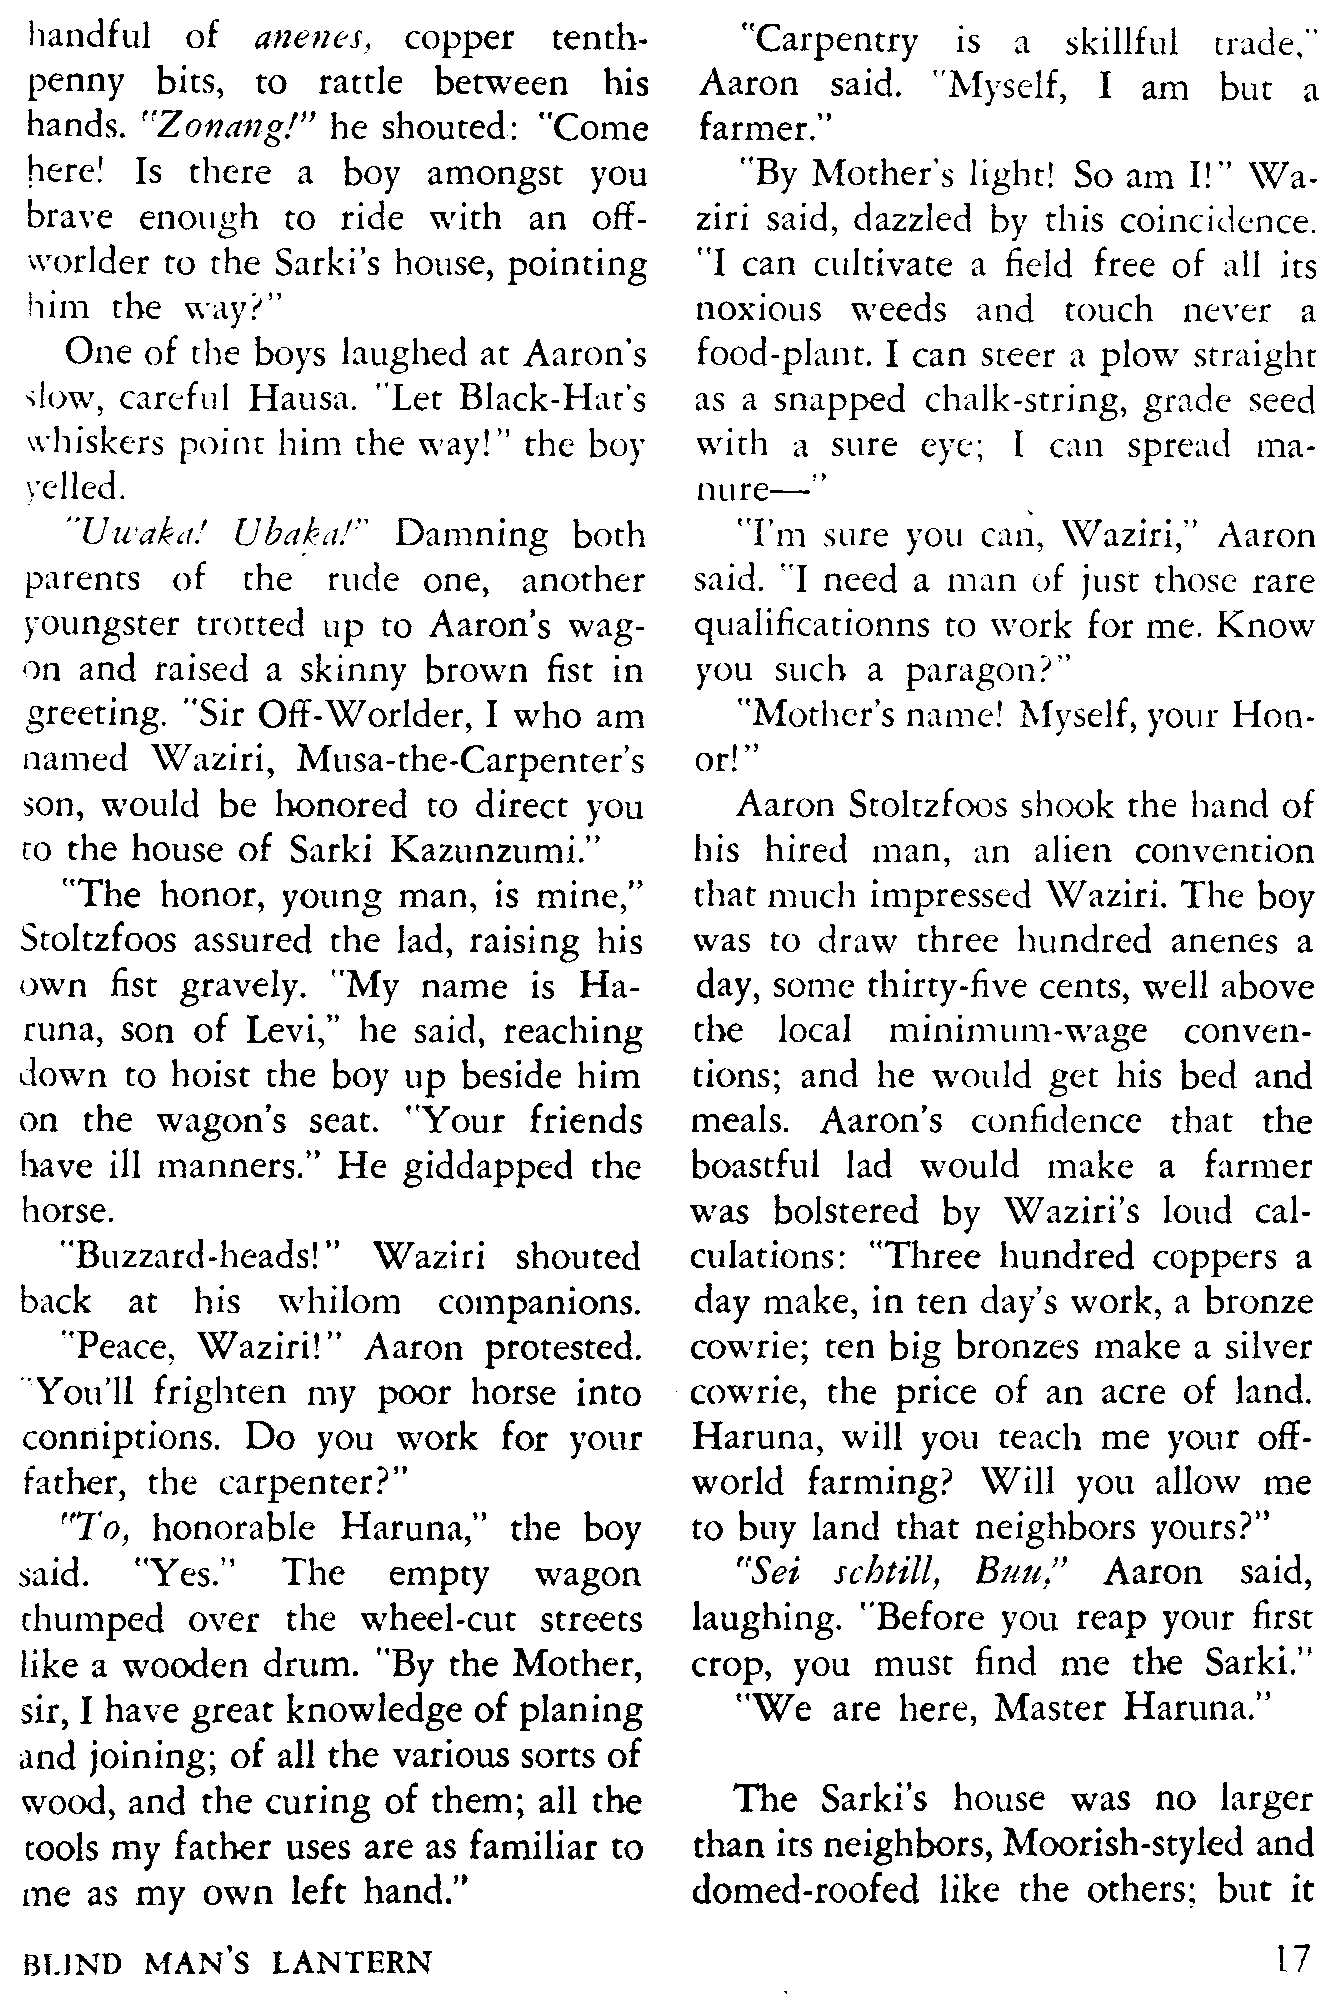 handful of anenes, copper tenth-
penny bits, to rattle between his
hands. "Zonang!" he shouted: "Come
here! Is there a boy amongst you
brave enough to ride with an off-
worlder to the Sarki's house, pointing
him the way?"
One of the boys laughed at Aaron's
slow, careful Hausa. "Let Black-Hat's
whiskers point him the way!" the boy
yelled.
"Uwaka! Ubaka!" Damning both
parents of the rude one, another
youngster trotted up to Aaron's wag-
on and raised a skinny brown fist in
greeting. "Sir Off-Worlder, I who am
named Waziri, Musa-the-Carpenter's
son, would be honored to direct you
to the house of Sarki Kazunzumi."
"The honor, young man, is mine,"
Stoltzfoos assured the lad, raising his
own fist gravely. "My name is Ha-
runa, son of Levi," he said, reaching
down to hoist the boy up beside him
on the wagon's seat. "Your friends
have ill manners." He giddapped the
horse.
"Buzzard-heads!" Waziri shouted
back at his whilom companions.
"Peace, Waziri!" Aaron protested.
"You'll frighten my poor horse into
conniptions. Do you work for your
father, the carpenter?"
"To, honorable Haruna," the boy
said. "Yes." The empty wagon
thumped over the wheel-cut streets
like a wooden drum. "By the Mother,
sir, I have great knowledge of planing
and joining; of all the various sorts of
wood, and the curing of them; all the
tools my father uses are as familiar to
me as my own left hand."
"Carpentry is a skillful trade,"
Aaron said. "Myself, I am but a
farmer."
"By Mother's light! So am I!" Wa-
ziri said, dazzled by this coincidence.
"I can cultivate a field free of all its
noxious weeds and touch never a
food-plant. I can steer a plow straight
as a snapped chalk-string, grade seed
with a sure eye; I can spread ma-
nure—"
"I'm sure you can, Waziri," Aaron
said. "I need a man of just those rare
qualificationns to work for me. Know
you such a paragon?"
"Mother's name! Myself, your Hon-
or!"
Aaron Stoltzfoos shook the hand of
his hired man, an alien convention
that much impressed Waziri. The boy
was to draw three hundred anenes a
day, some thirty-five cents, well above
the local minimum-wage conven-
tions; and he would get his bed and
meals. Aaron's confidence that the
boastful lad would make a farmer
was bolstered by Waziri's loud cal-
culations: "Three hundred coppers a
day make, in ten day's work, a bronze
cowrie; ten big bronzes make a silver
cowrie, the price of an acre of land.
Haruna, will you teach me your off-
world farming? Will you allow me
to buy land that neighbors yours?"
"Sei schtill, Buu," Aaron said,
laughing. "Before you reap your first
crop, you must find me the Sarki."
"We are here, Master Haruna."
The Sarki's house was no larger
than its neighbors, Moorish-styled and
domed-roofed like the others; but it
BLIND MAN'S LANTERN
17